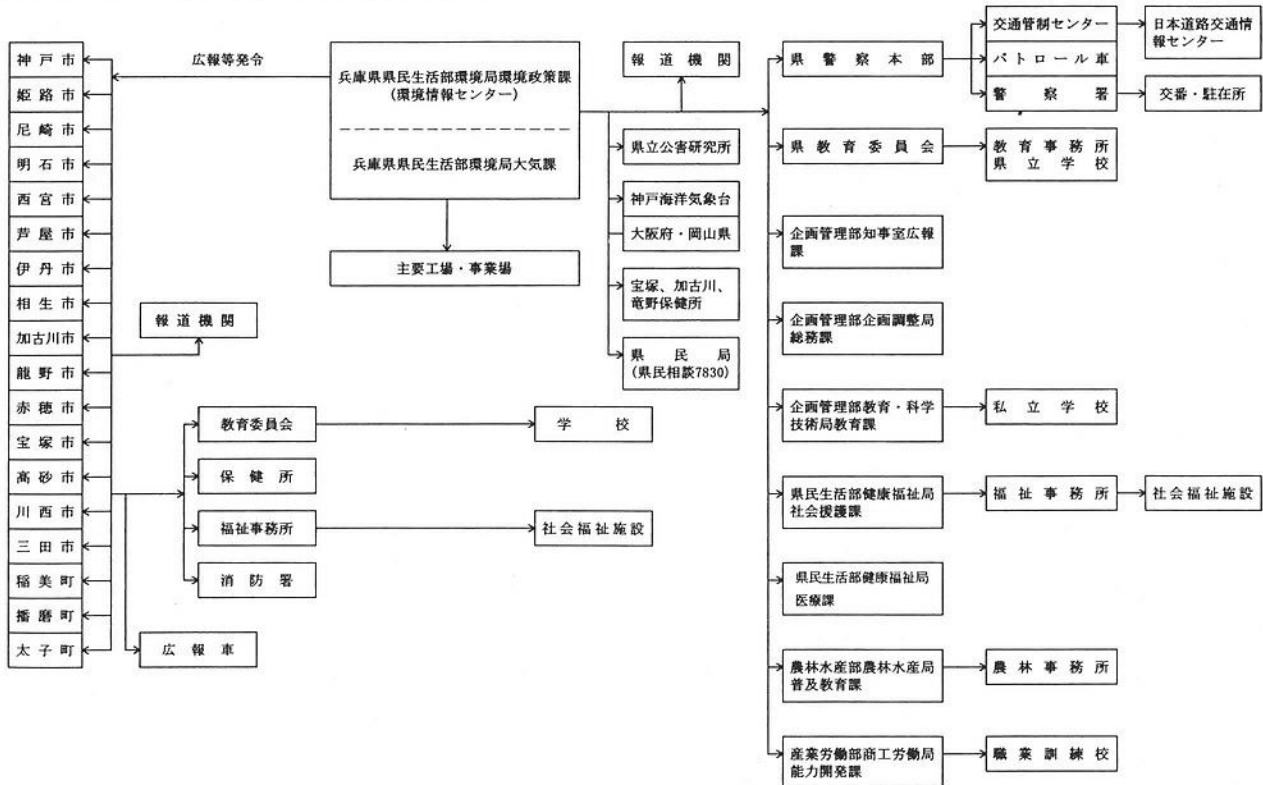 神戸市
姫路市
尼崎市
明石市
西宮市
芦屋市
伊丹市
相生市
加古川市
龍野市
赤穂市
宝塚市
高砂市
川西市
三田市
稲美町
播磨町
太子町
広報等発令
兵庫県県民生活部環境局環境政策課
(環境情報センター)
兵庫県県民生活部環境局大気課
主要工場・事業場
報道機関
教育委員会
学校
保健所
福祉事務所
社会福祉施設
消防署
広報車
報道機関
県立公害研究所
神戸海洋気象台
大阪府・岡山県
宝塚、加古川、
竜野保健所
県民局
(県民相談7830)
県警察本部
交通管制センター
日本道路交通情
報センター
パトロール車
警察署
交番・駐在所
県教育委員会
教育事務所
県立学校
企画管理部知事室広報
課
企画管理部企画調整局
総務課
企画管理部教育・科学
技術局教育課
私立学校
県民生活部健康福祉局
社会援護課
福祉事務所
社会福祉施設
県民生活部健康福祉局
医療課
農林水産部農林水産局
普及教育課
農林事務所
産業労働部商工労働局
能力開発課
職業訓練校